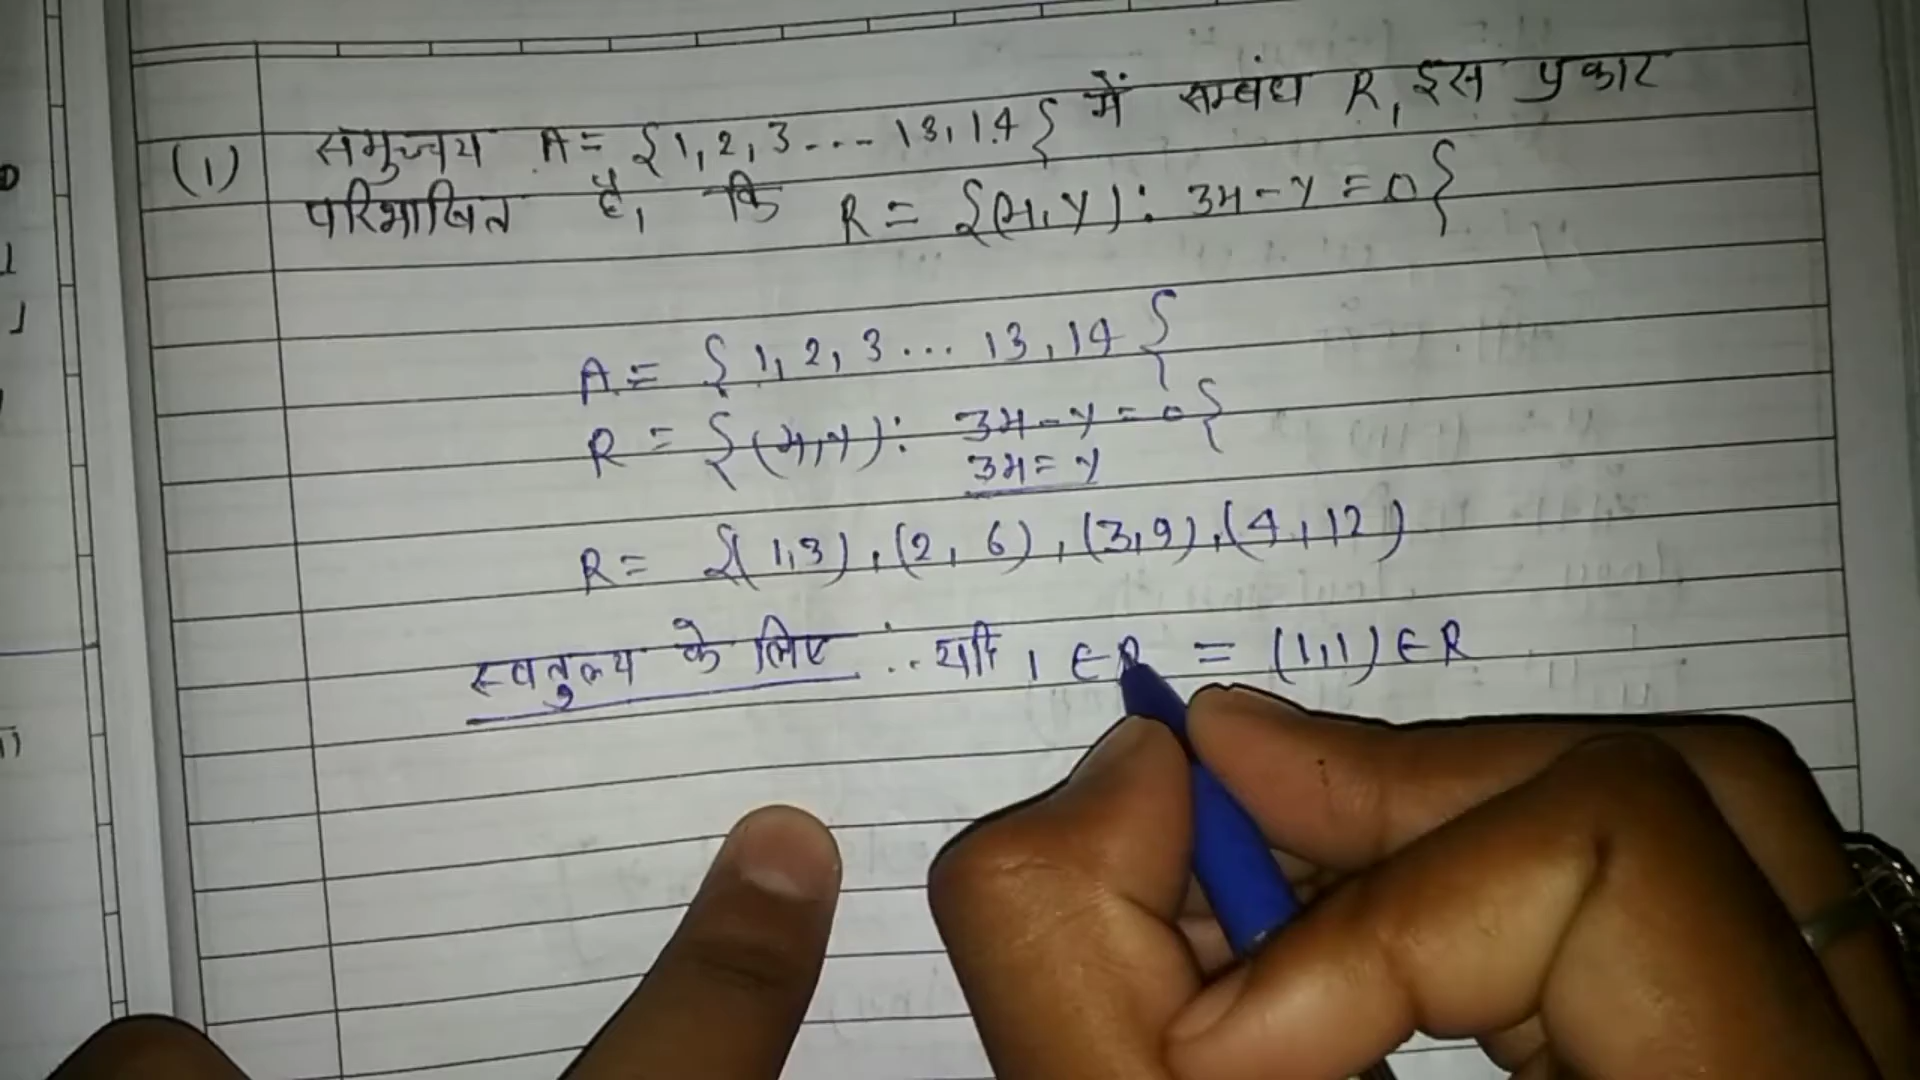 (1) समुच्चय A = {1, 2, 3 ... 13, 14} में सम्बंध R, इस प्रकार
परिभाषित है, कि R = {(x, y) : 3x - y = 0}
A = {1, 2, 3 ... 13, 14}
R = {(x, y) : 3x - y = 0}
3x = y
R = {(1, 3), (2, 6), (3, 9), (4, 12)
स्वतुल्य के लिए :. यदि 1 ∈ R = (1, 1) ∈ R